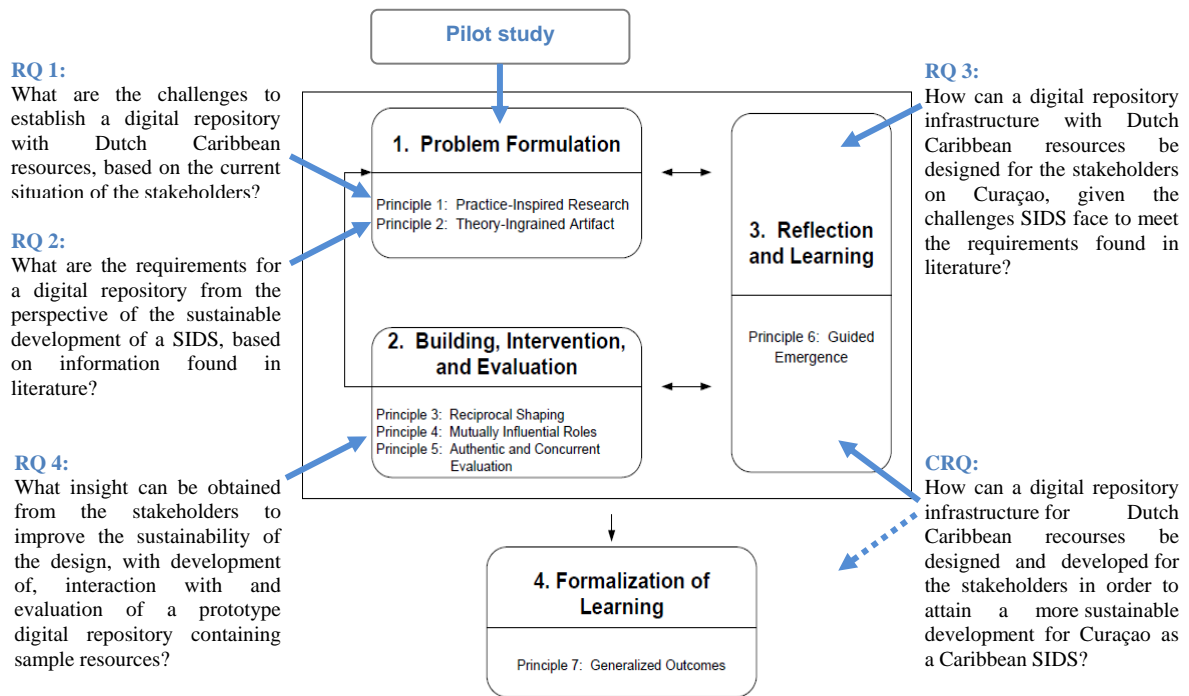 Pilot study
RQ 1:
What are the challenges to
establish a digital repository
with Dutch Caribbean
resources, based on the current
situation of the stakeholders?
RQ 2:
What are the requirements for
a digital repository from the
perspective of the sustainable
development of a SIDS, based
on information found in
literature?
RQ 4:
What insight can be obtained
from the stakeholders to
improve the sustainability of
the design, with development
of, interaction with and
evaluation of a prototype
digital repository containing
sample resources?
1. Problem Formulation
Principle 1: Practice-Inspired Research
Principle 2: Theory-Ingrained Artifact
2. Building, Intervention,
and Evaluation
Principle 3: Reciprocal Shaping
Principle 4: Mutually Influential Roles
Principle 5: Authentic and Concurrent
Evaluation
3. Reflection
and Learning
Principle 6: Guided
Emergence
4. Formalization of
Learning
Principle 7: Generalized Outcomes
RQ 3:
How can a digital repository
infrastructure with Dutch
Caribbean resources be
designed for the stakeholders
on Curaçao, given the
challenges SIDS face to meet
the requirements found in
literature?
CRQ:
How can a digital repository
infrastructure for Dutch
Caribbean recourses be
designed and developed for
the stakeholders in order to
attain a more sustainable
development for Curaçao as
a Caribbean SIDS?